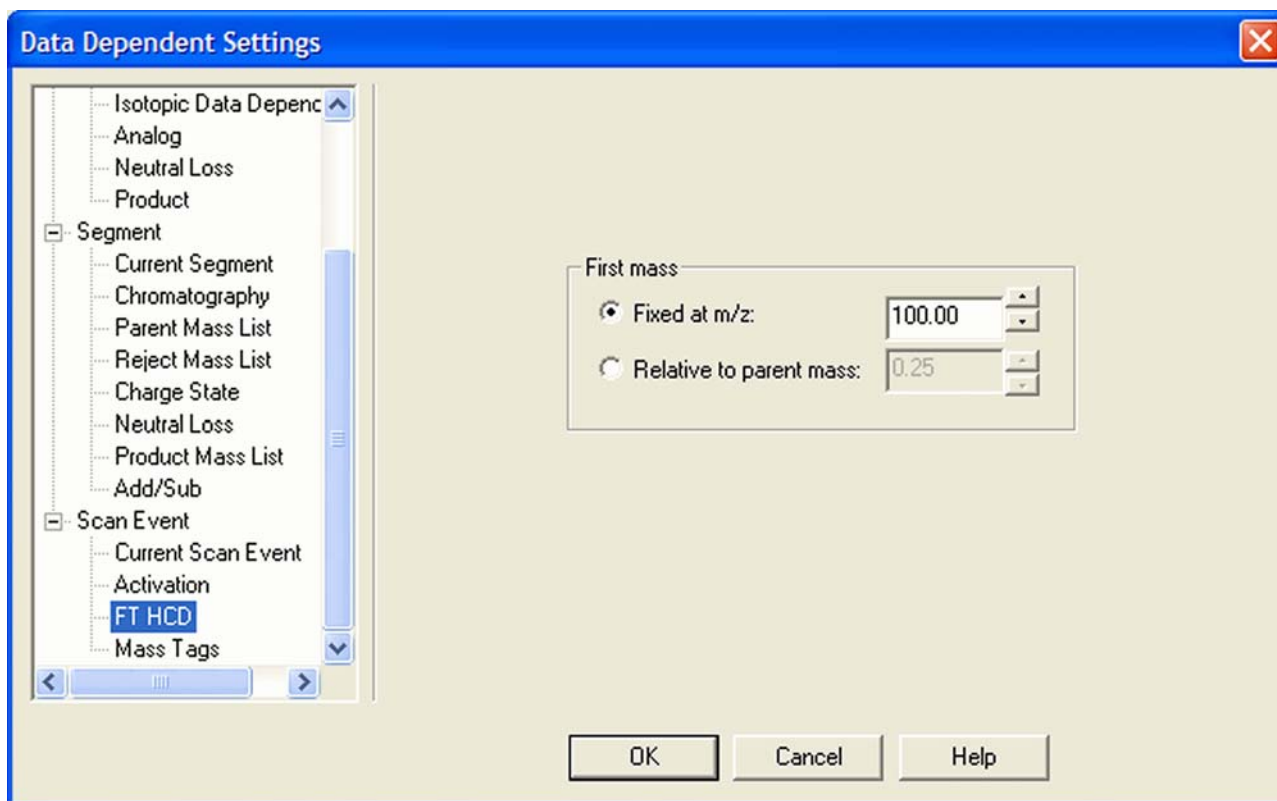 Data Dependent Settings
Isotopic Data Depend
Analog
Neutral Loss
Product
Segment
Current Segment
Chromatography
Parent Mass List
Reject Mass List
Charge State
Neutral Loss
Product Mass List
Add/Sub
Scan Event
Current Scan Event
Activation
FT HCD
Mass Tags
First mass
Fixed at m/z: 100.00
Relative to parent mass: 0.25
OK Cancel Help